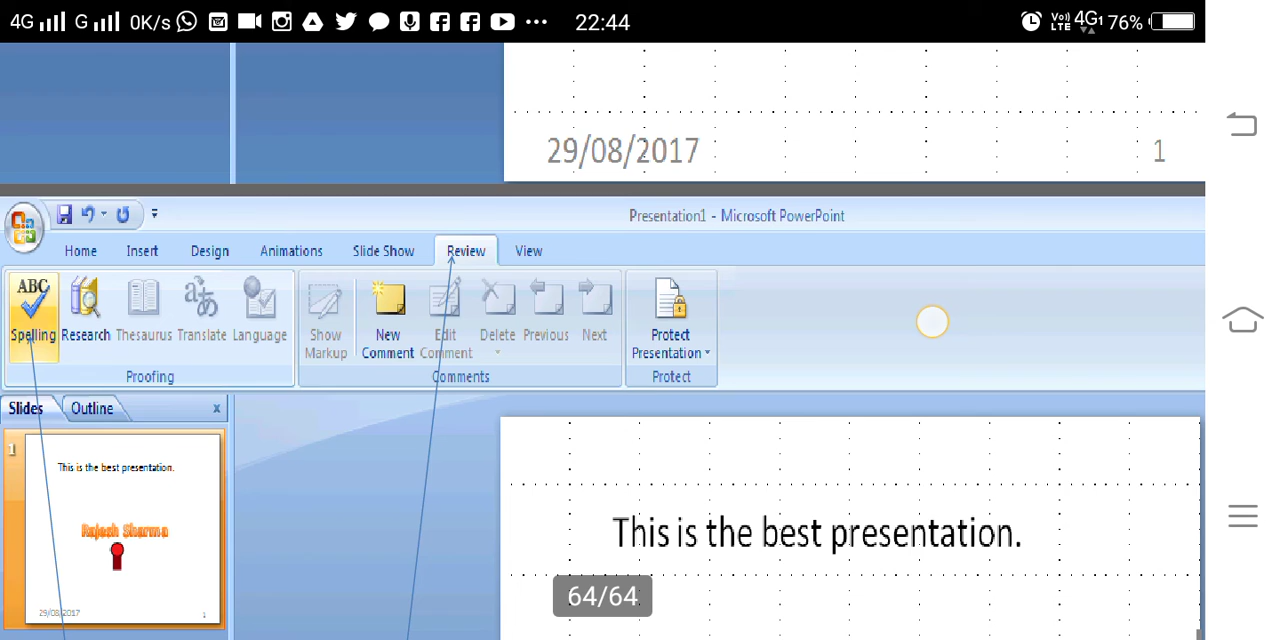 4G G 0K/s 22:44 Vo) LTE 4G1 76%
29/08/2017 1
Presentation1 - Microsoft PowerPoint
Home Insert Design Animations Slide Show Review View
ABC
Spelling Research Thesaurus Translate Language Show Markup New Comment Edit Comment Delete Previous Next Protect Presentation
Proofing Comments Protect
Slides Outline x
1
This is the best presentation.
Rajesh Sharma
29/08/2017 1
This is the best presentation.
64/64